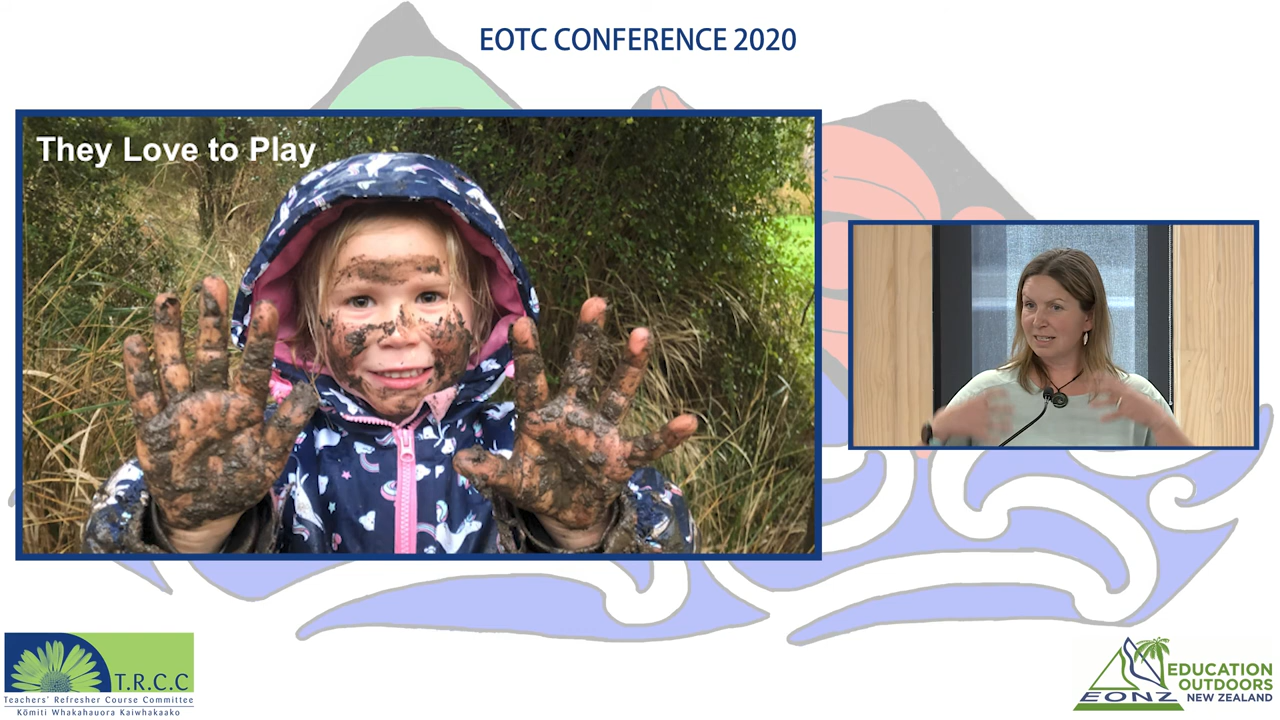 EOTC CONFERENCE 2020
They Love to Play
T.R.C.C
Teachers' Refresher Course Committee
Kōmiti Whakahauora Kaiwhakaako
EONZ
EDUCATION
OUTDOORS
NEW ZEALAND